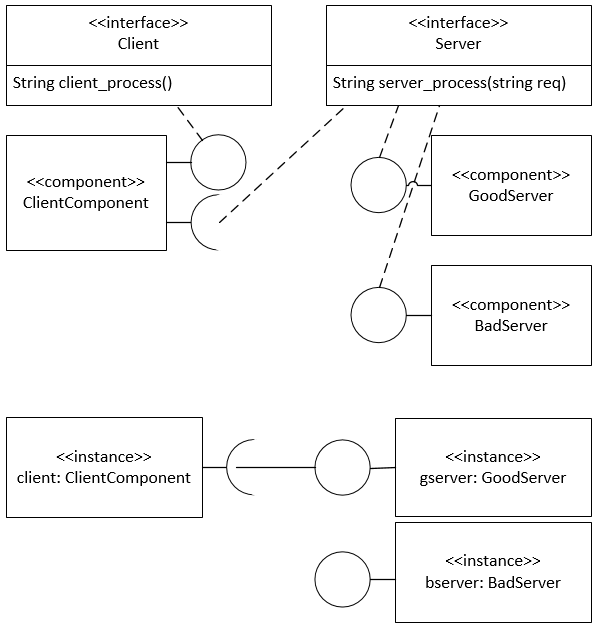 <<interface>>
Client
String client_process()
<<interface>>
Server
String server_process(string req)
<<component>>
ClientComponent
<<component>>
GoodServer
<<component>>
BadServer
<<instance>>
client: ClientComponent
<<instance>>
gserver: GoodServer
<<instance>>
bserver: BadServer